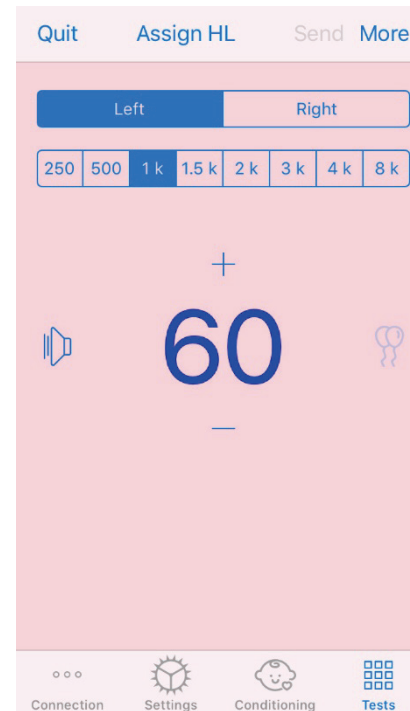 Quit Assign HL Send More
Left Right
250 500 1 k 1.5 k 2 k 3 k 4 k 8 k
+
60
−
Connection Settings Conditioning Tests